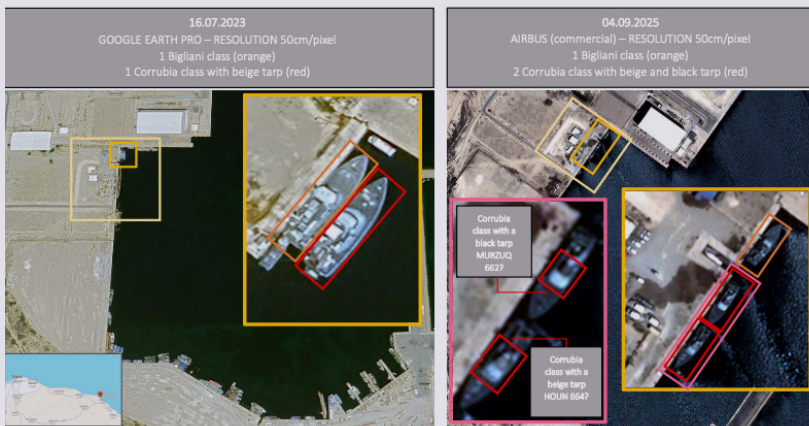 16.07.2023
GOOGLE EARTH PRO – RESOLUTION 50cm/pixel
1 Bigliani class (orange)
1 Corrubia class with beige tarp (red)
04.09.2025
AIRBUS (commercial) – RESOLUTION 50cm/pixel
1 Bigliani class (orange)
2 Corrubia class with beige and black tarp (red)
Corrubia
class with a
black tarp
MURZUQ
662?
Corrubia
class with a
beige tarp
HOUN 664?